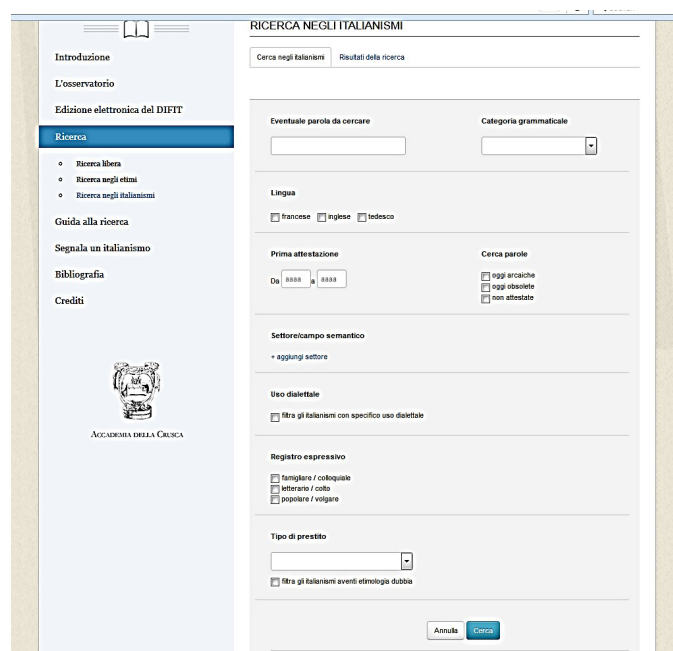 RICERCA NEGLI ITALIANISMI
Introduzione
L'osservatorio
Edizione elettronica del DIFIT
Ricerca
Ricerca libera
Ricerca negli etimi
Ricerca negli italianismi
Guida alla ricerca
Segnala un italianismo
Bibliografia
Crediti
ACCADEMIA DELLA CRUSCA
Cerca negli italianismi Risultati della ricerca
Eventuale parola da cercare Categoria grammaticale
Lingua
francese inglese tedesco
Prima attestazione Cerca parole
Da aaaa a aaaa
oggi arcaiche
oggi obsolete
non attestate
Settore/campo semantico
+ aggiungi settore
Uso dialettale
filtra gli italianismi con specifico uso dialettale
Registro espressivo
famigliare / colloquiale
letterario / colto
popolare / volgare
Tipo di prestito
filtra gli italianismi aventi etimologia dubbia
Annulla Cerca